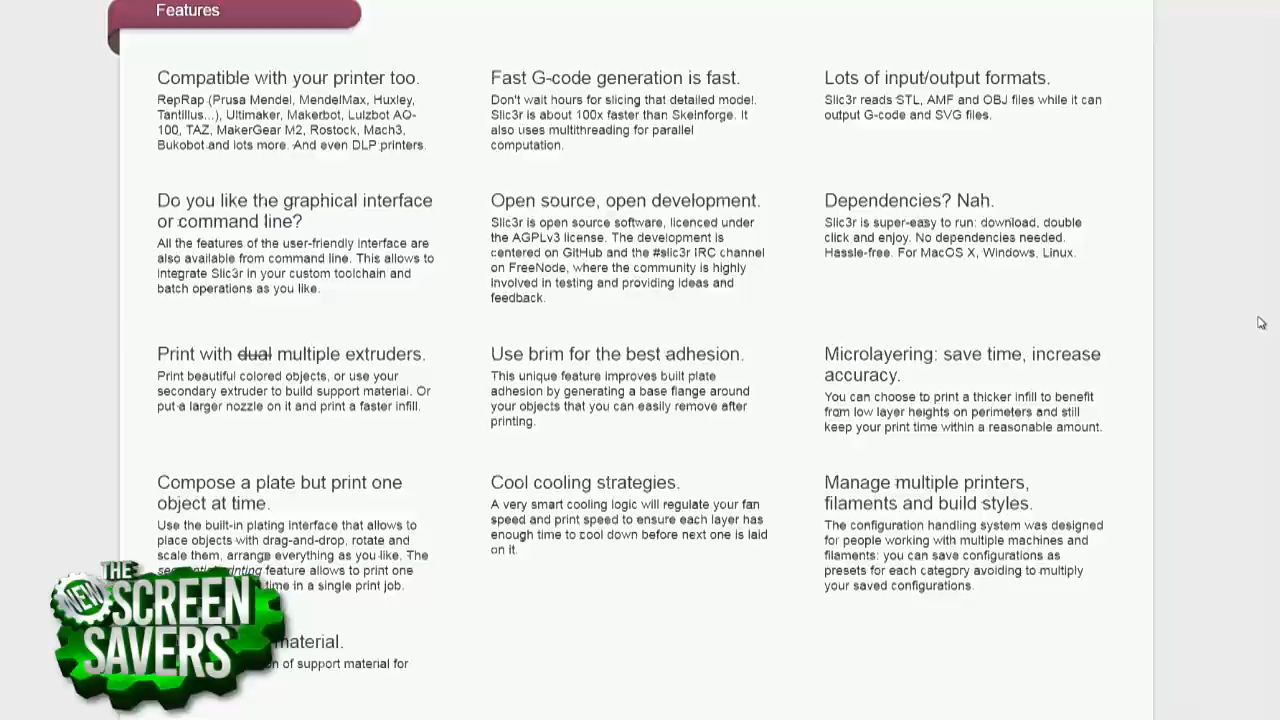 Features
Compatible with your printer too.
RepRap (Prusa Mendel, MendelMax, Huxley,
Tantillus...), Ultimaker, Makerbot, Lulzbot AO-
100, TAZ, MakerGear M2, Rostock, Mach3,
Bukobot and lots more. And even DLP printers.
Fast G-code generation is fast.
Don't wait hours for slicing that detailed model.
Slic3r is about 100x faster than Skeinforge. It
also uses multithreading for parallel
computation.
Lots of input/output formats.
Slic3r reads STL, AMF and OBJ files while it can
output G-code and SVG files.
Do you like the graphical interface
or command line?
All the features of the user-friendly interface are
also available from command line. This allows to
integrate Slic3r in your custom toolchain and
batch operations as you like.
Open source, open development.
Slic3r is open source software, licenced under
the AGPLv3 license. The development is
centered on GitHub and the #slic3r IRC channel
on FreeNode, where the community is highly
involved in testing and providing ideas and
feedback.
Dependencies? Nah.
Slic3r is super-easy to run: download, double
click and enjoy. No dependencies needed.
Hassle-free. For MacOS X, Windows, Linux.
Print with dual multiple extruders.
Print beautiful colored objects, or use your
secondary extruder to build support material. Or
put a larger nozzle on it and print a faster infill.
Use brim for the best adhesion.
This unique feature improves built plate
adhesion by generating a base flange around
your objects that you can easily remove after
printing.
Microlayering: save time, increase
accuracy.
You can choose to print a thicker infill to benefit
from low layer heights on perimeters and still
keep your print time within a reasonable amount.
Compose a plate but print one
object at time.
Use the built-in plating interface that allows to
place objects with drag-and-drop, rotate and
scale them, arrange everything as you like. The
printing feature allows to print one
time in a single print job.
Cool cooling strategies.
A very smart cooling logic will regulate your fan
speed and print speed to ensure each layer has
enough time to cool down before next one is laid
on it.
Manage multiple printers,
filaments and build styles.
The configuration handling system was designed
for people working with multiple machines and
filaments: you can save configurations as
presets for each category avoiding to multiply
your saved configurations.
material.
of support material for
THE
NEW
SCREEN
SAVERS